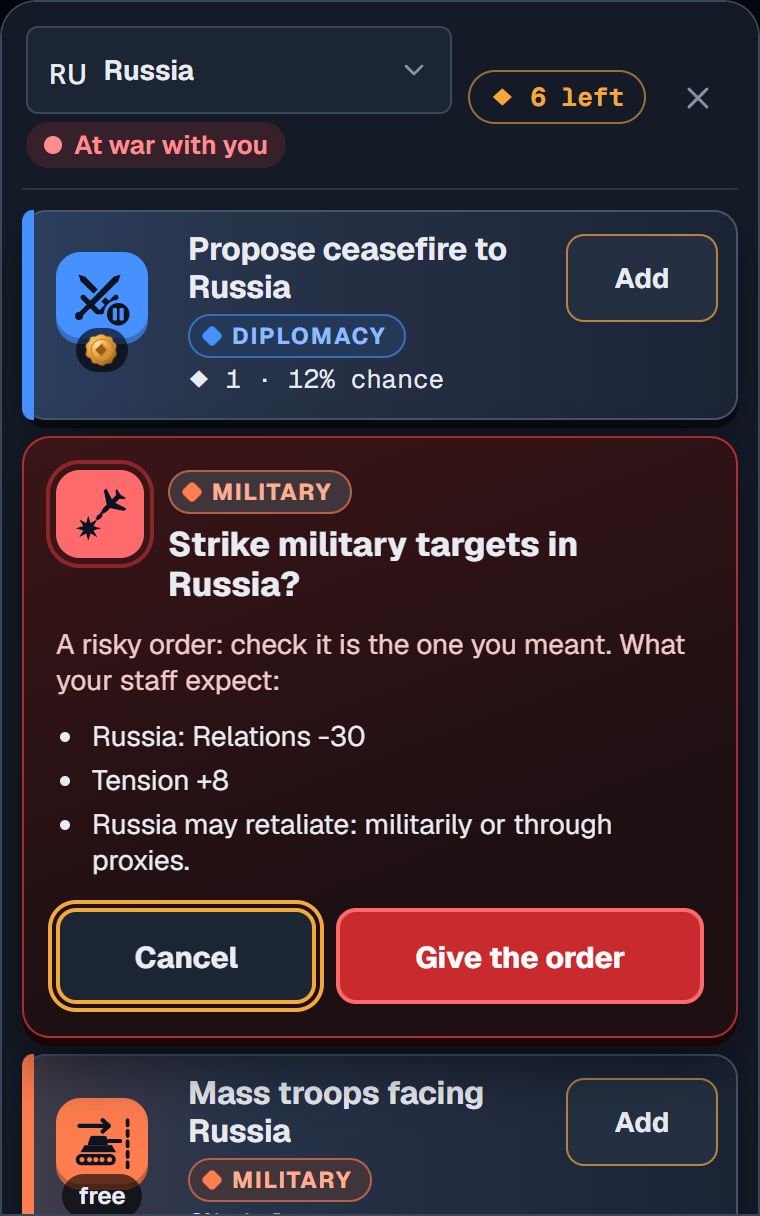 RU Russia
◆ 6 left
At war with you
Propose ceasefire to
Russia
Add
DIPLOMACY
◆ 1 · 12% chance
MILITARY
Strike military targets in
Russia?
A risky order: check it is the one you meant. What
your staff expect:
• Russia: Relations -30
• Tension +8
• Russia may retaliate: militarily or through
proxies.
Cancel
Give the order
Mass troops facing
Russia
Add
MILITARY
free